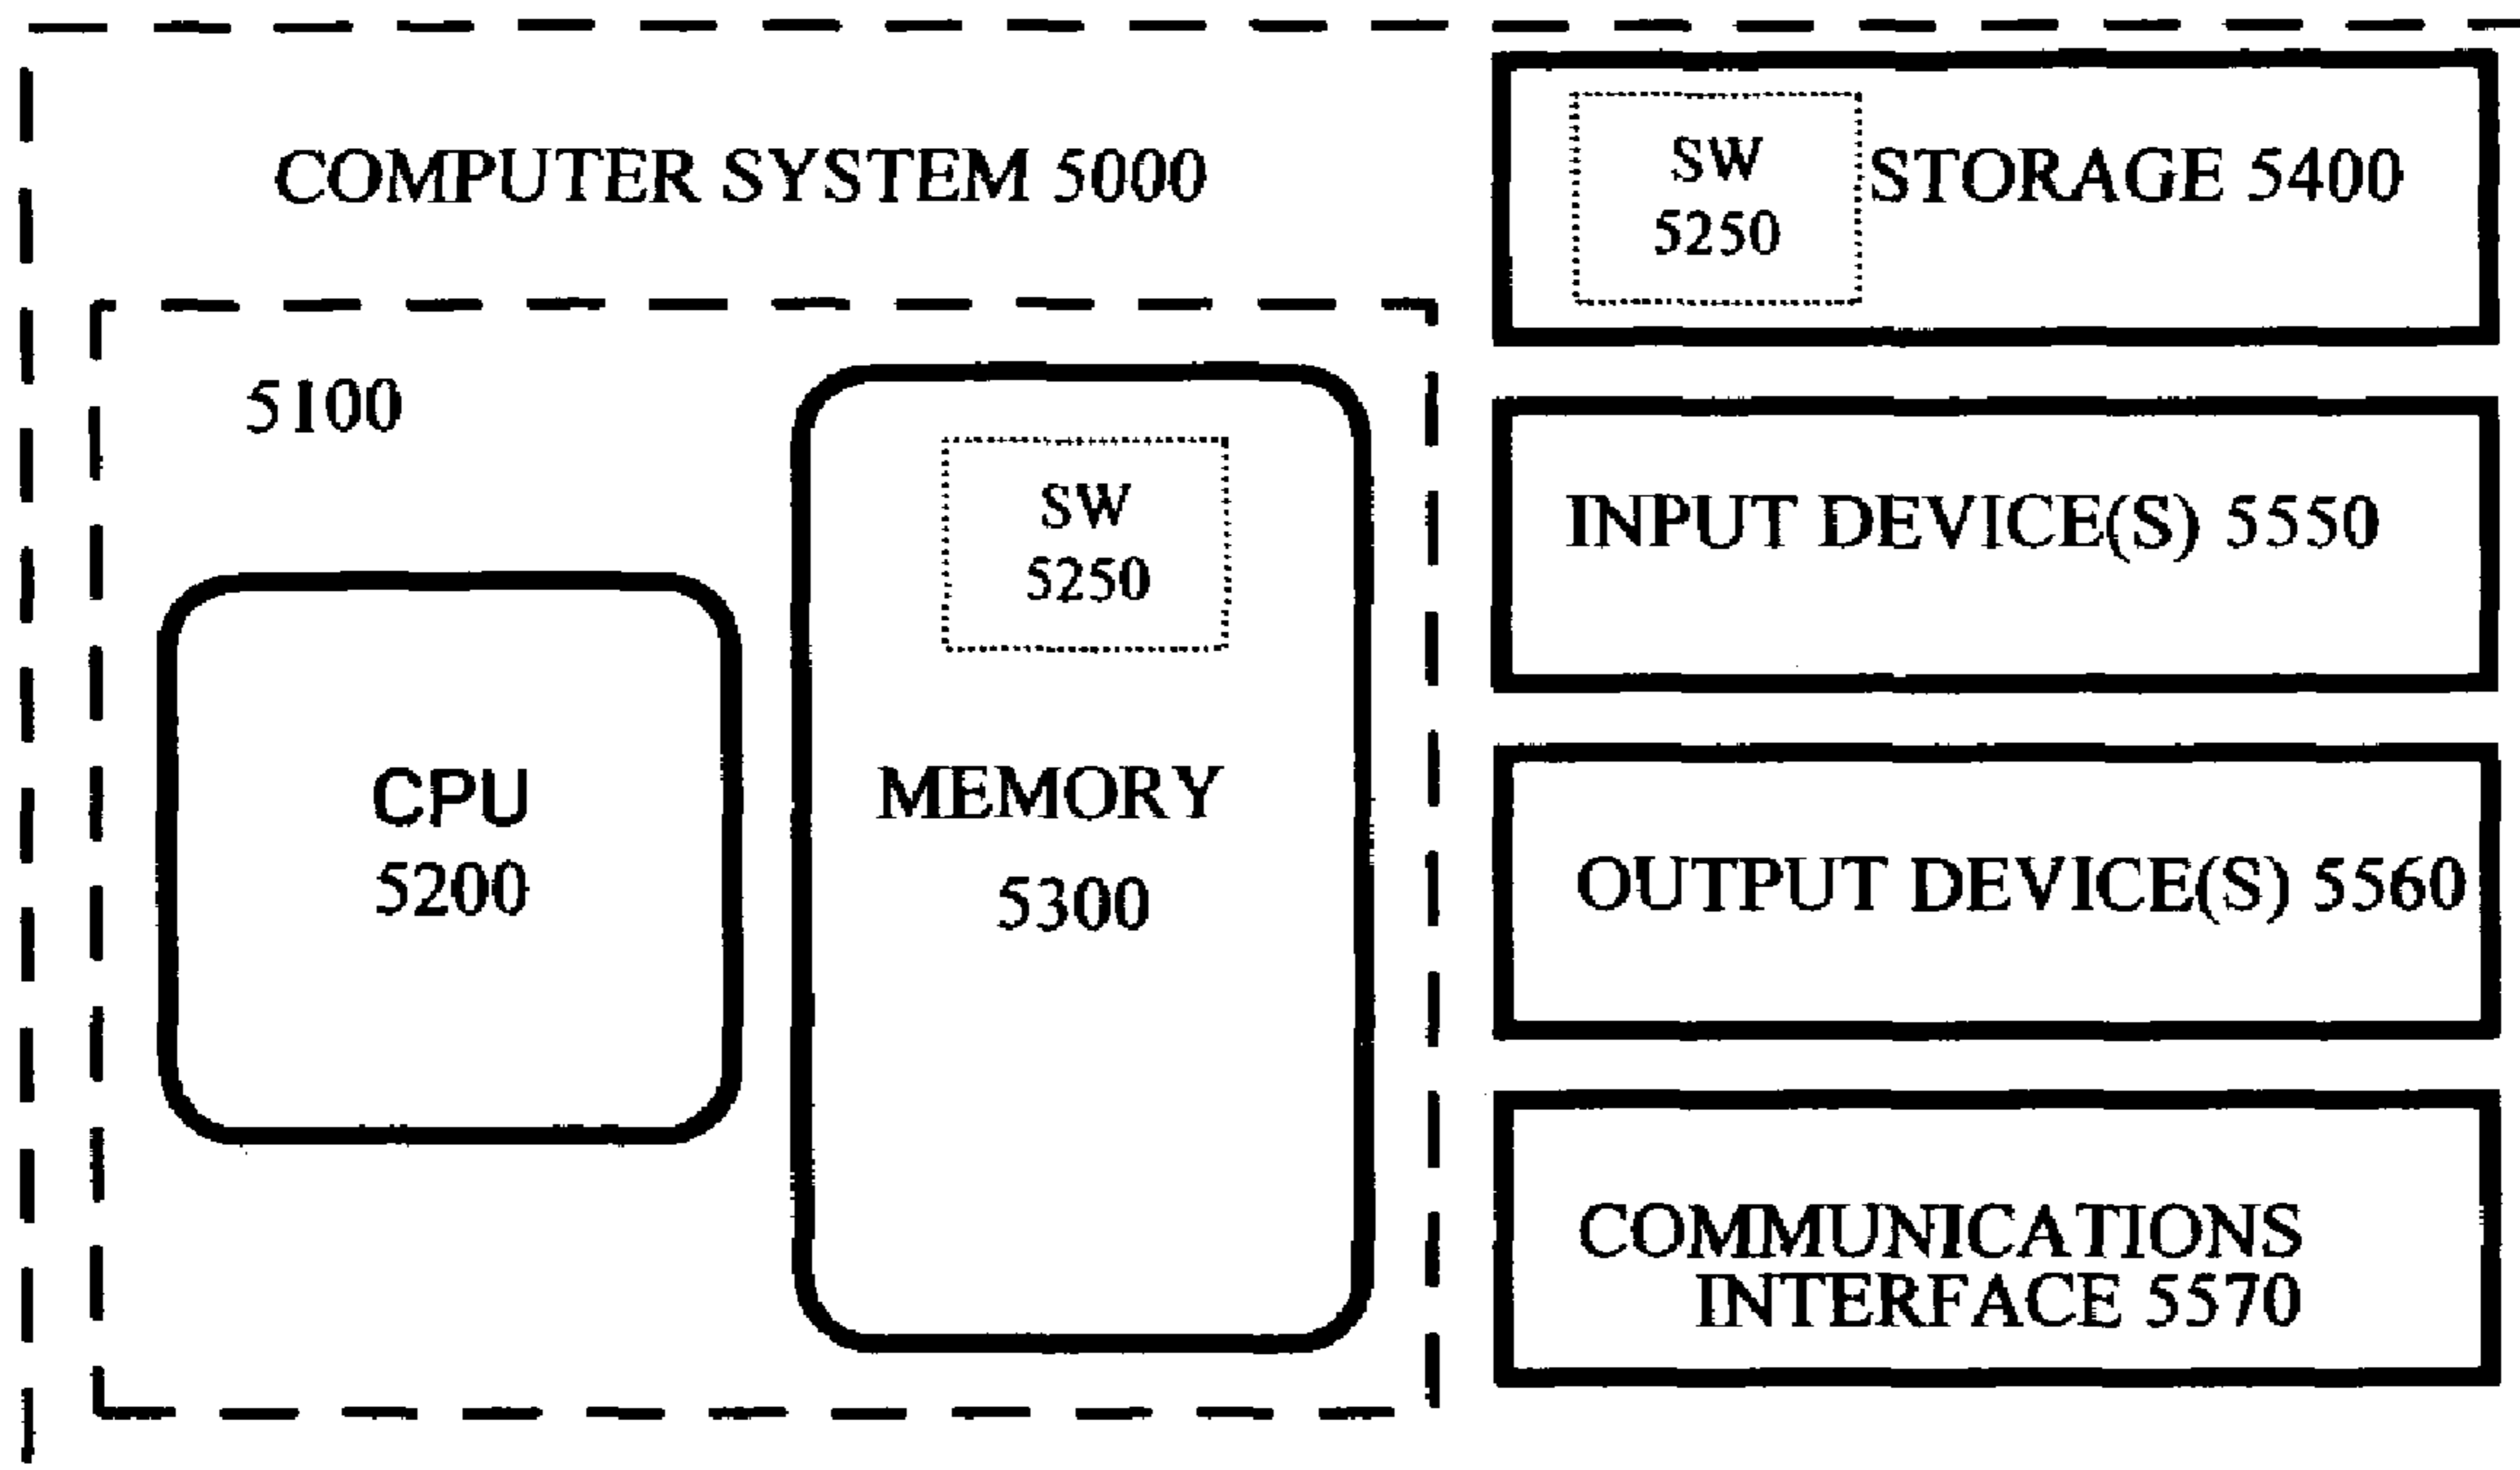 COMPUTER SYSTEM 5000
SW
5250
STORAGE 5400
5100
SW
5250
CPU
5200
MEMORY
5300
INPUT DEVICE(S) 5550
OUTPUT DEVICE(S) 5560
COMMUNICATIONS
INTERFACE 5570